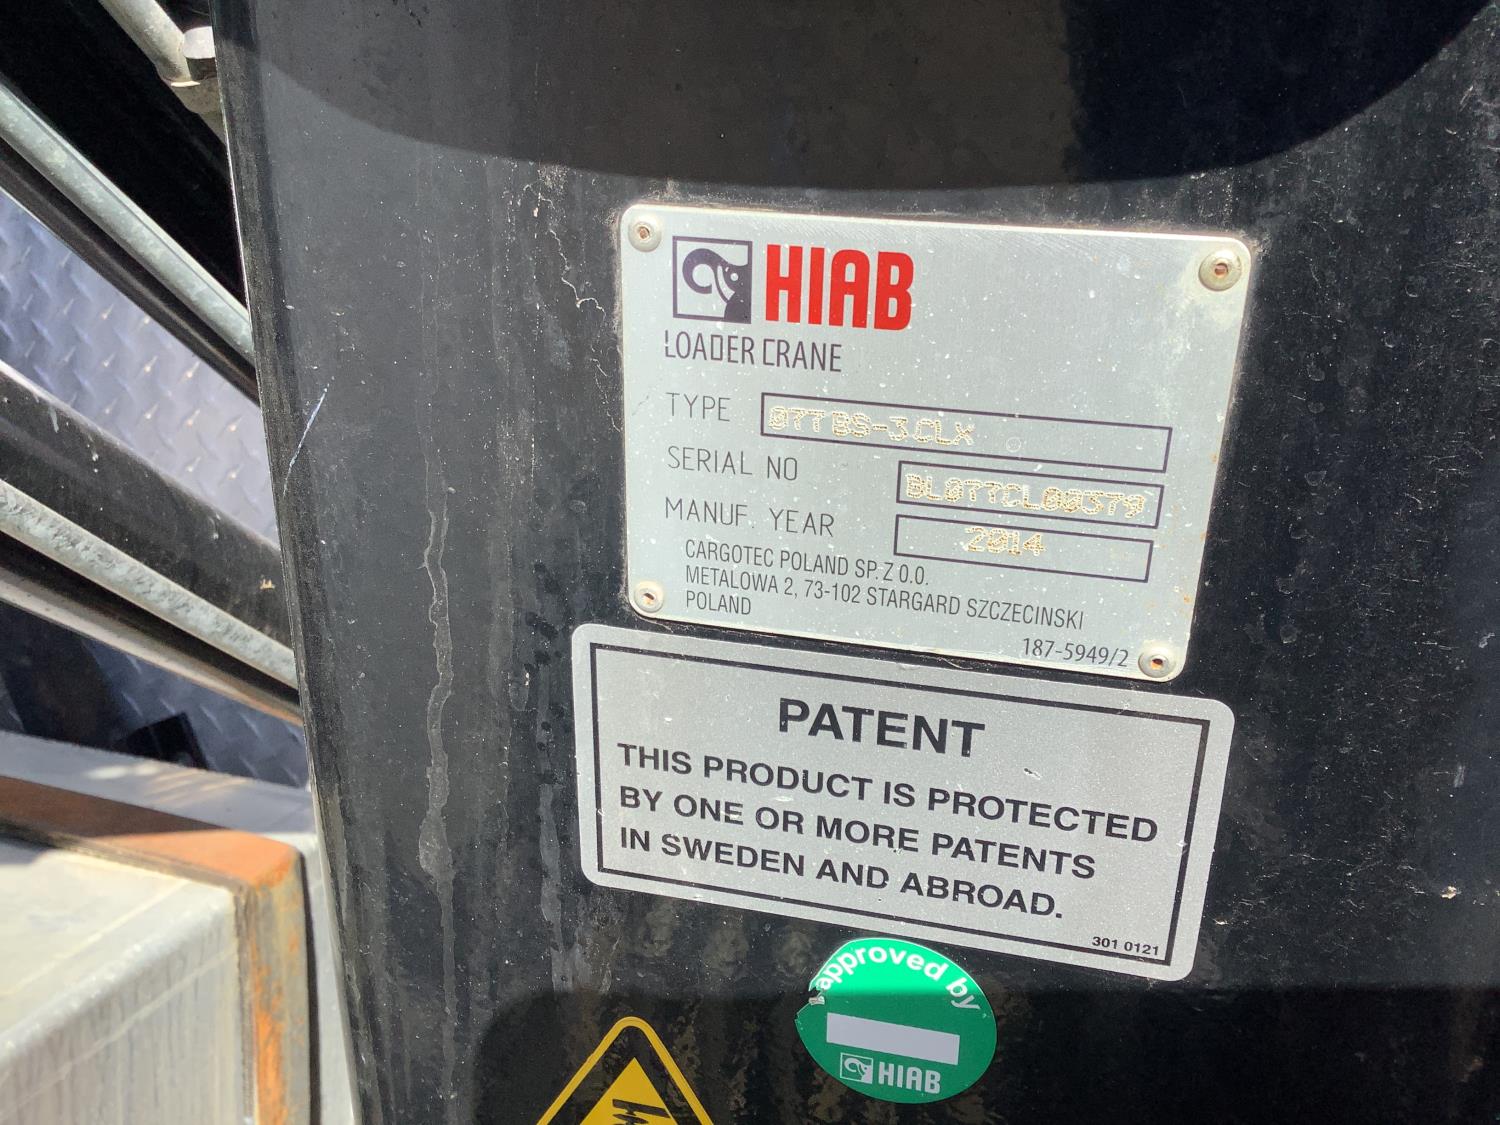 HIAB
LOADER CRANE
TYPE 077BS-3CLX
SERIAL NO BL077CL00379
MANUF. YEAR 2014
CARGOTEC POLAND SP. Z O.O.
METALOWA 2, 73-102 STARGARD SZCZECINSKI
POLAND
187-5949/2
PATENT
THIS PRODUCT IS PROTECTED
BY ONE OR MORE PATENTS
IN SWEDEN AND ABROAD.
301 0121
approved by
HIAB